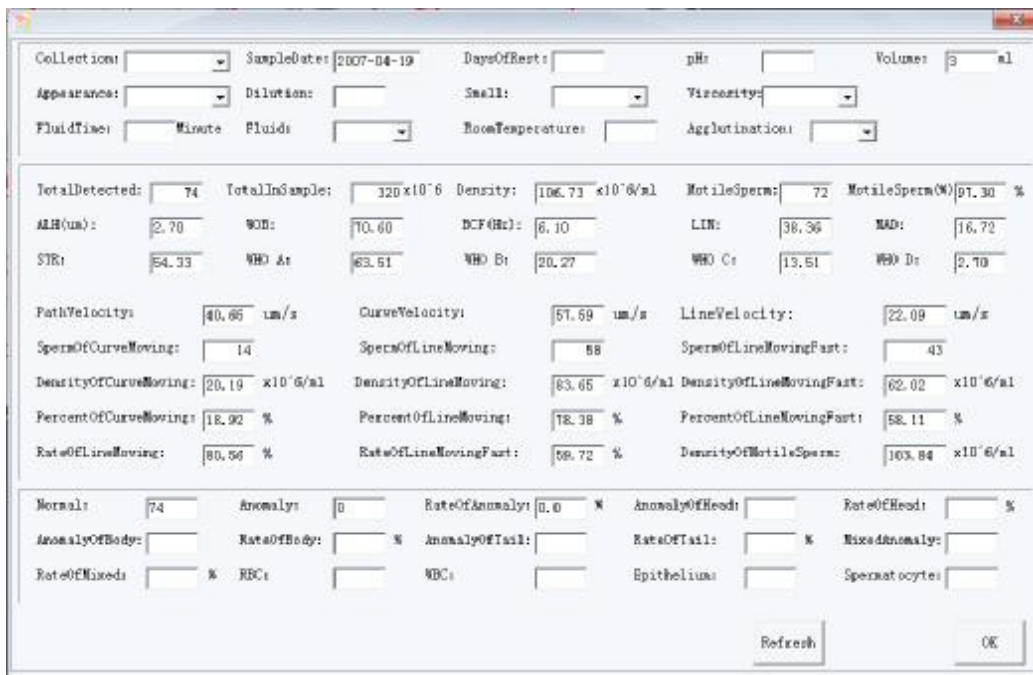 Collection: SampleDate: 2007-04-19 DaysOfRest: pH: Volume: 3 ml
Appearance: Dilution: Smell: Viscosity:
FluidTime: Minute Fluid: RoomTemperature: Agglutination:
TotalDetected: 74 TotalInSample: 320 x10^6 Density: 106.73 x10^6/ml MotileSperm: 72 MotileSperm(%) 97.30 %
ALH(um): 2.70 WOB: 70.60 BCF(Hz): 6.10 LIN: 38.36 MAD: 16.72
STR: 54.33 WHO A: 63.51 WHO B: 20.27 WHO C: 13.51 WHO D: 2.70
PathVelocity: 40.65 um/s CurveVelocity: 57.59 um/s LineVelocity: 22.09 um/s
SpermOfCurveMoving: 14 SpermOfLineMoving: 58 SpermOfLineMovingFast: 43
DensityOfCurveMoving: 20.19 x10^6/ml DensityOfLineMoving: 83.65 x10^6/ml DensityOfLineMovingFast: 62.02 x10^6/ml
PercentOfCurveMoving: 18.92 % PercentOfLineMoving: 78.38 % PercentOfLineMovingFast: 58.11 %
RateOfLineMoving: 80.56 % RateOfLineMovingFast: 59.72 % DensityOfMotileSperm: 103.84 x10^6/ml
Normal: 74 Anomaly: 0 RateOfAnomaly: 0.0 % AnomalyOfHead: RateOfHead: %
AnomalyOfBody: RateOfBody: % AnomalyOfTail: RateOfTail: % MixedAnomaly:
RateOfMixed: % RBC: WBC: Epithelium: Spermatocyte:
Refresh OK